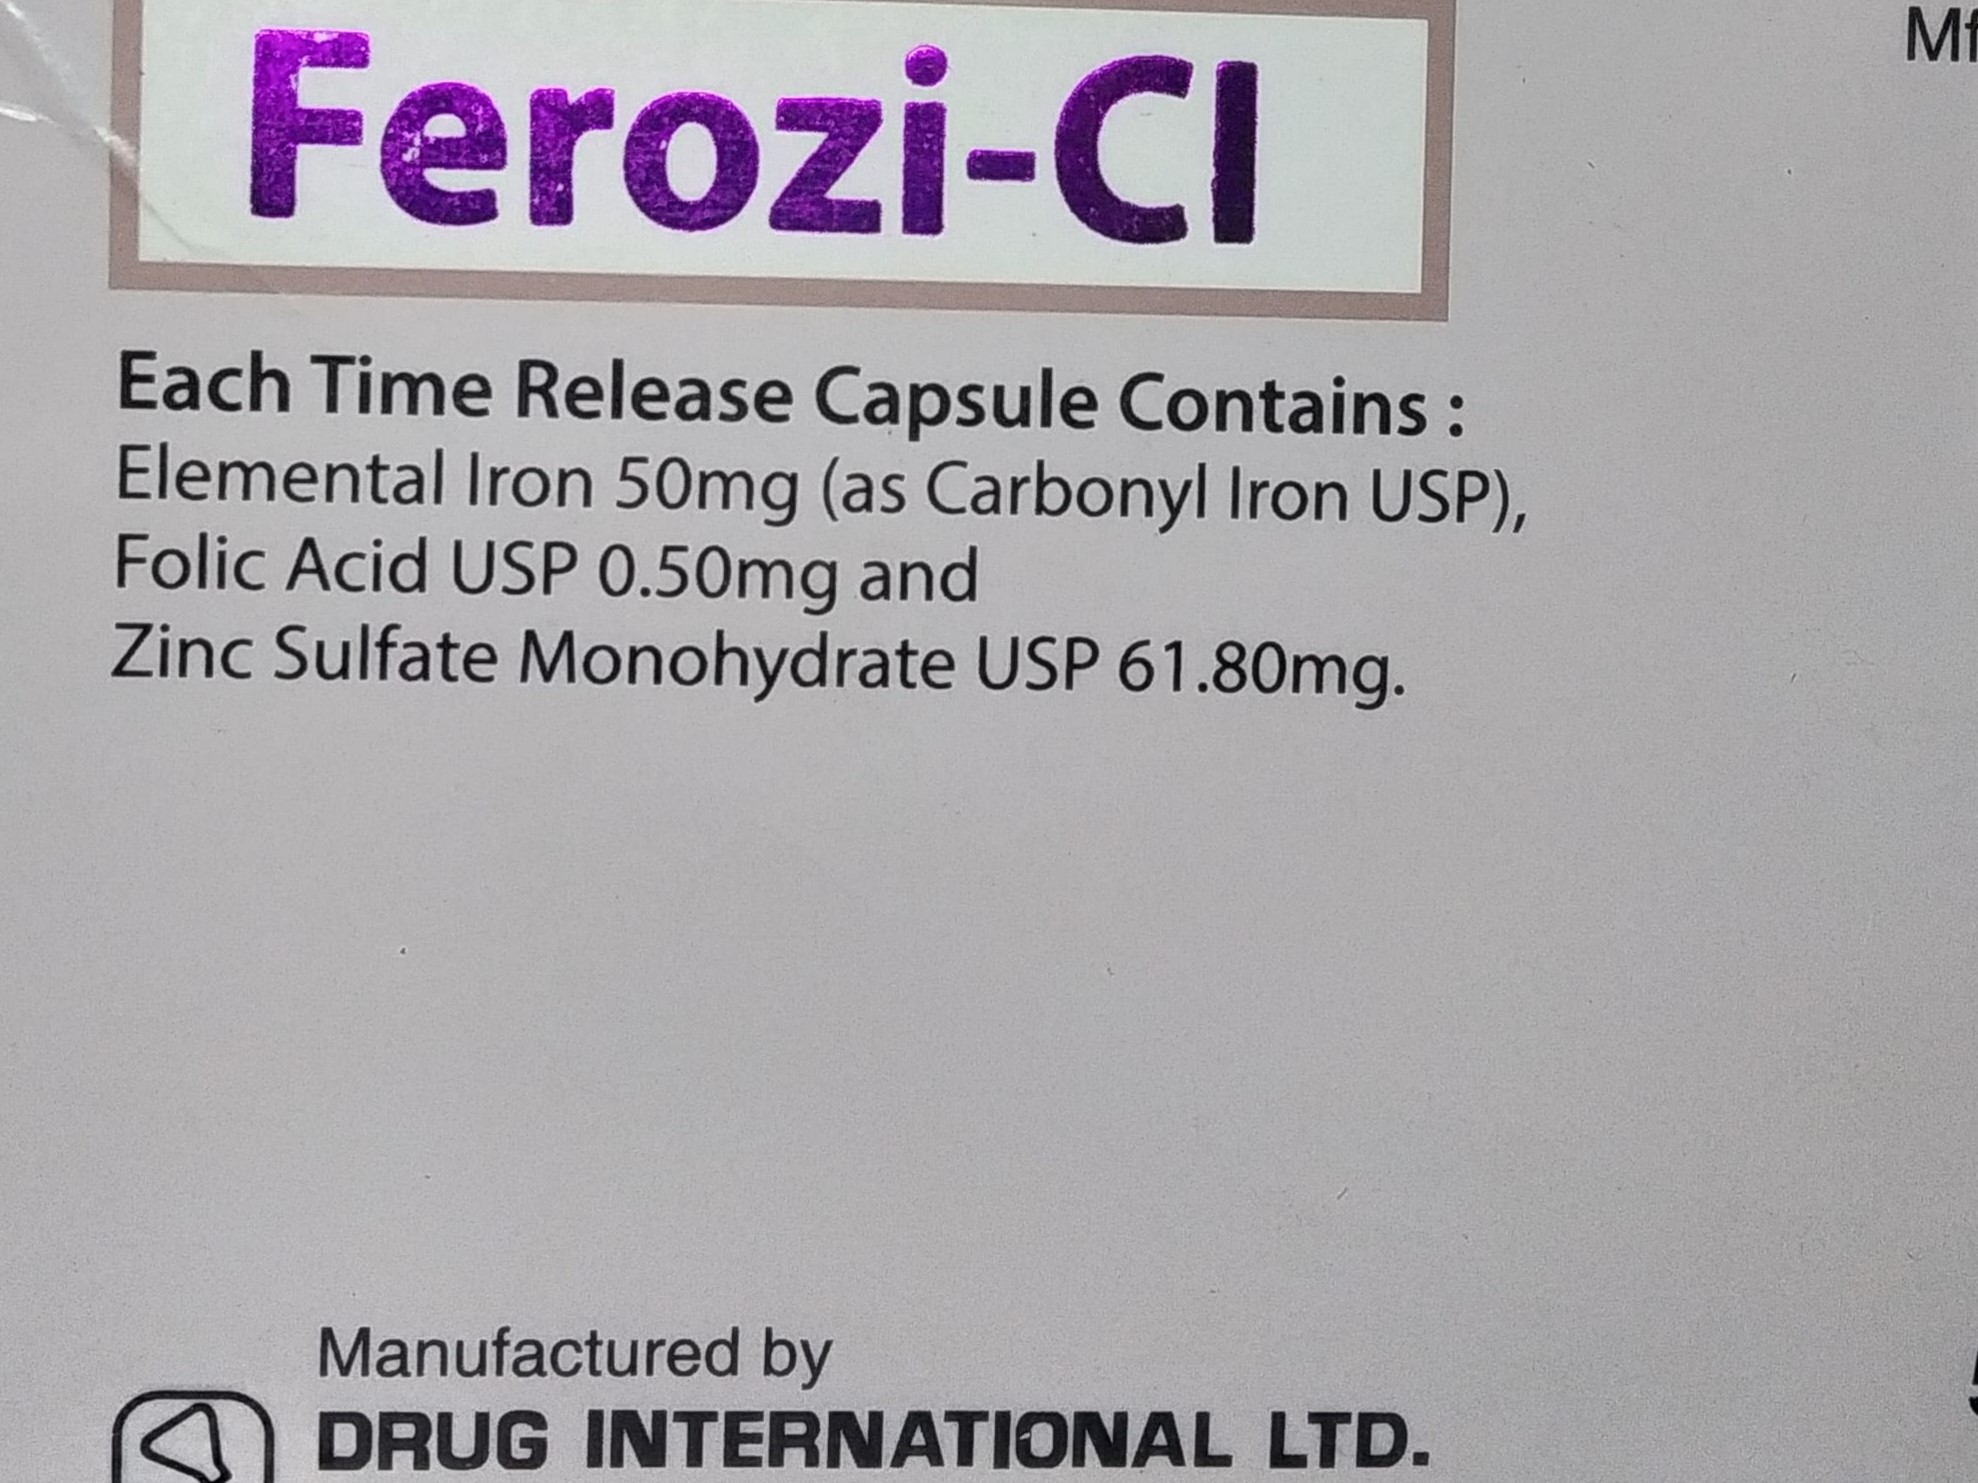 Ferozi-CI
Each Time Release Capsule Contains :
Elemental Iron 50mg (as Carbonyl Iron USP),
Folic Acid USP 0.50mg and
Zinc Sulfate Monohydrate USP 61.80mg.
Manufactured by
DRUG INTERNATIONAL LTD.